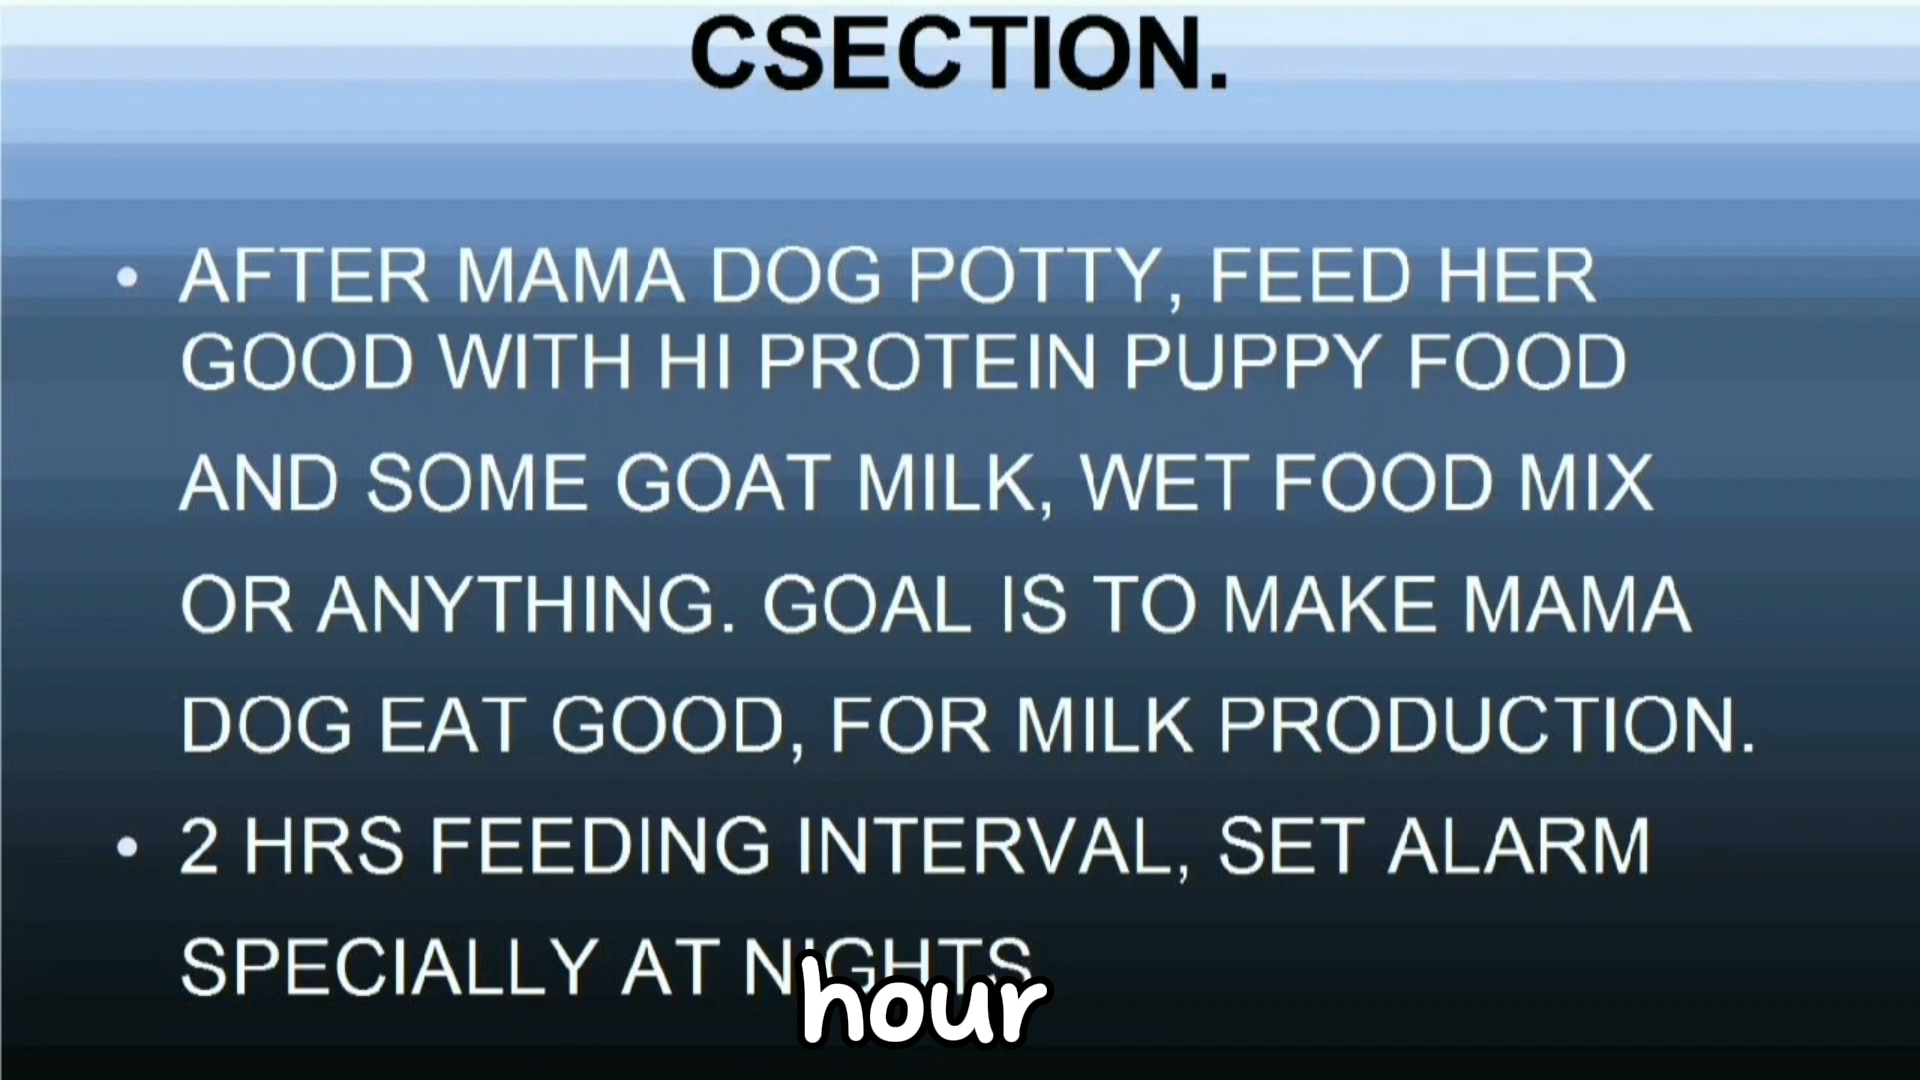 CSECTION.
• AFTER MAMA DOG POTTY, FEED HER
GOOD WITH HI PROTEIN PUPPY FOOD
AND SOME GOAT MILK, WET FOOD MIX
OR ANYTHING. GOAL IS TO MAKE MAMA
DOG EAT GOOD, FOR MILK PRODUCTION.
• 2 HRS FEEDING INTERVAL, SET ALARM
SPECIALLY AT NIGHTS
hour